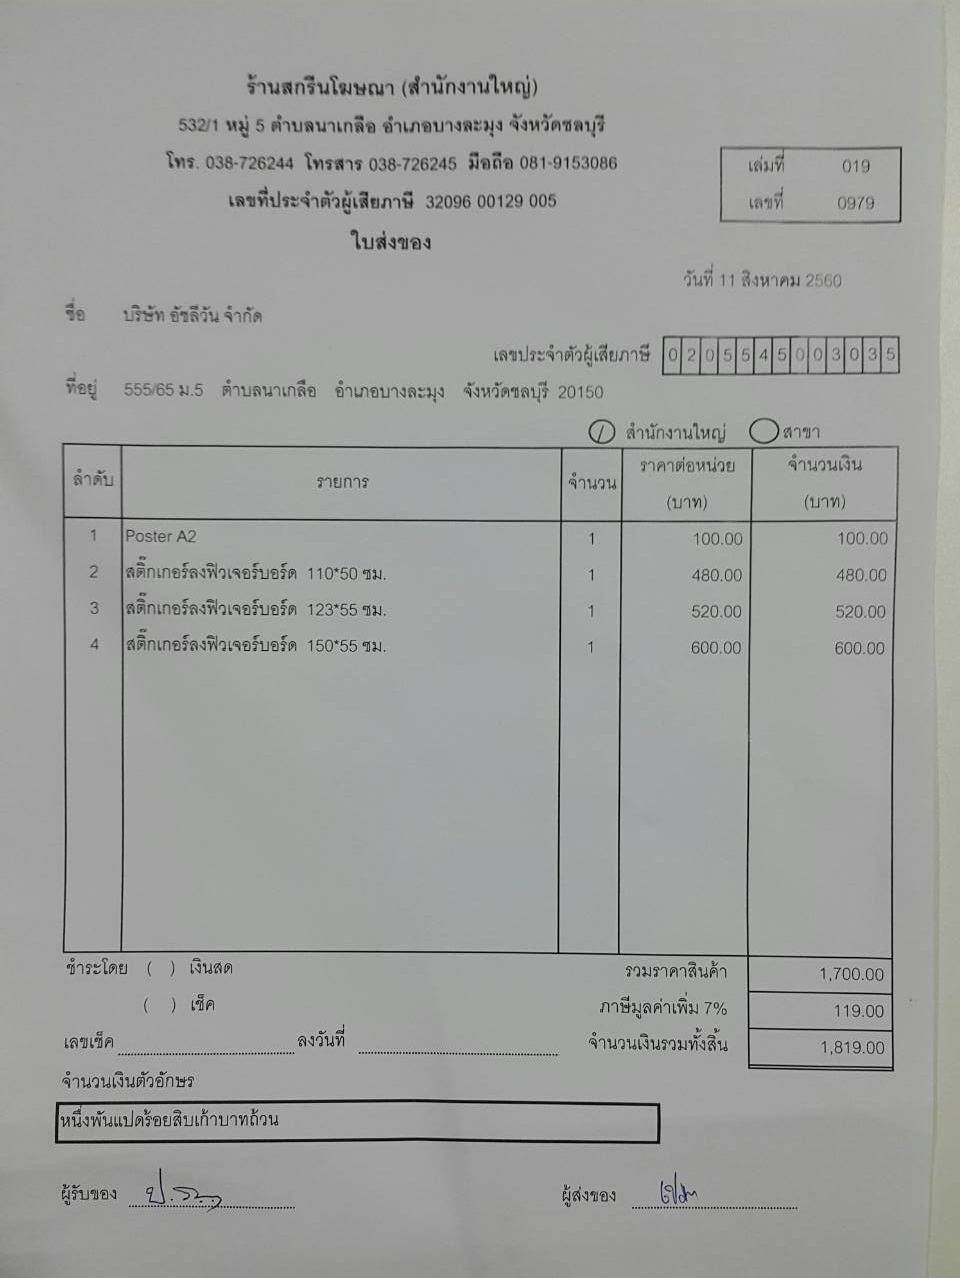 ร้านสกรีนโฆษณา (สำนักงานใหญ่)
532/1 หมู่ 5 ตำบลนาเกลือ อำเภอบางละมุง จังหวัดชลบุรี
โทร. 038-726244 โทรสาร 038-726245 มือถือ 081-9153086
เลขที่ประจำตัวผู้เสียภาษี 32096 00129 005
ใบส่งของ
เล่มที่ 019
เลขที่ 0979
วันที่ 11 สิงหาคม 2560
ชื่อ บริษัท อัชลีวัน จำกัด
เลขประจำตัวผู้เสียภาษี 0205545003035
ที่อยู่ 555/65 ม.5 ตำบลนาเกลือ อำเภอบางละมุง จังหวัดชลบุรี 20150
สำนักงานใหญ่ สาขา
ลำดับ รายการ จำนวน ราคาต่อหน่วย (บาท) จำนวนเงิน (บาท)
1 Poster A2 1 100.00 100.00
2 สติ๊กเกอร์ลงฟิวเจอร์บอร์ด 110*50 ซม. 1 480.00 480.00
3 สติ๊กเกอร์ลงฟิวเจอร์บอร์ด 123*55 ซม. 1 520.00 520.00
4 สติ๊กเกอร์ลงฟิวเจอร์บอร์ด 150*55 ซม. 1 600.00 600.00
ชำระโดย ( ) เงินสด รวมราคาสินค้า 1,700.00
( ) เช็ค ภาษีมูลค่าเพิ่ม 7% 119.00
เลขเช็ค ลงวันที่ จำนวนเงินรวมทั้งสิ้น 1,819.00
จำนวนเงินตัวอักษร
หนึ่งพันแปดร้อยสิบเก้าบาทถ้วน
ผู้รับของ ผู้ส่งของ